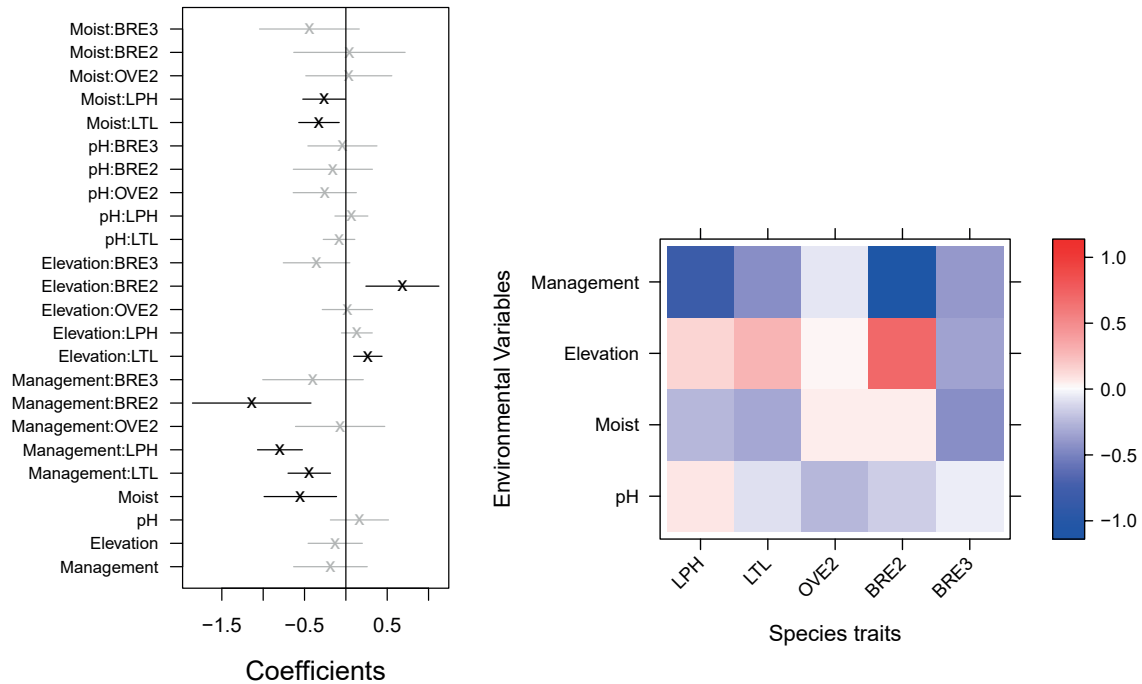 Moist:BRE3
Moist:BRE2
Moist:OVE2
Moist:LPH
Moist:LTL
pH:BRE3
pH:BRE2
pH:OVE2
pH:LPH
pH:LTL
Elevation:BRE3
Elevation:BRE2
Elevation:OVE2
Elevation:LPH
Elevation:LTL
Management:BRE3
Management:BRE2
Management:OVE2
Management:LPH
Management:LTL
Moist
pH
Elevation
Management
−1.5 −0.5 0.5
Coefficients
Environmental Variables
Management
Elevation
Moist
pH
LPH LTL OVE2 BRE2 BRE3
Species traits
1.0
0.5
0.0
−0.5
−1.0